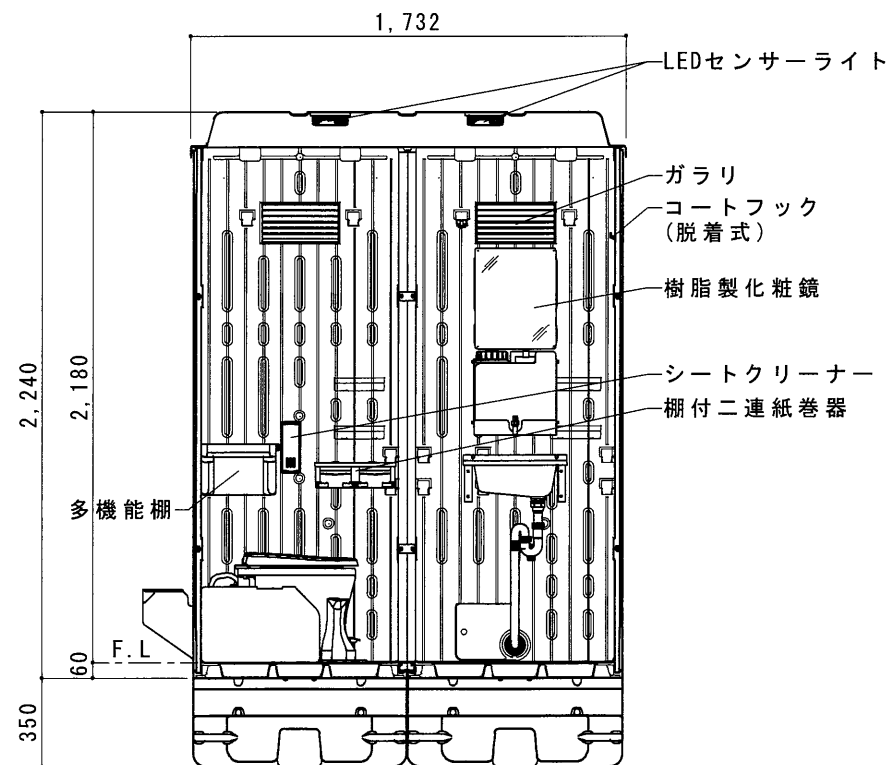 1,732
LEDセンサーライト
ガラリ
コートフック
(脱着式)
樹脂製化粧鏡
2,240
2,180
シートクリーナー
棚付二連紙巻器
多機能棚
F.L
60
350